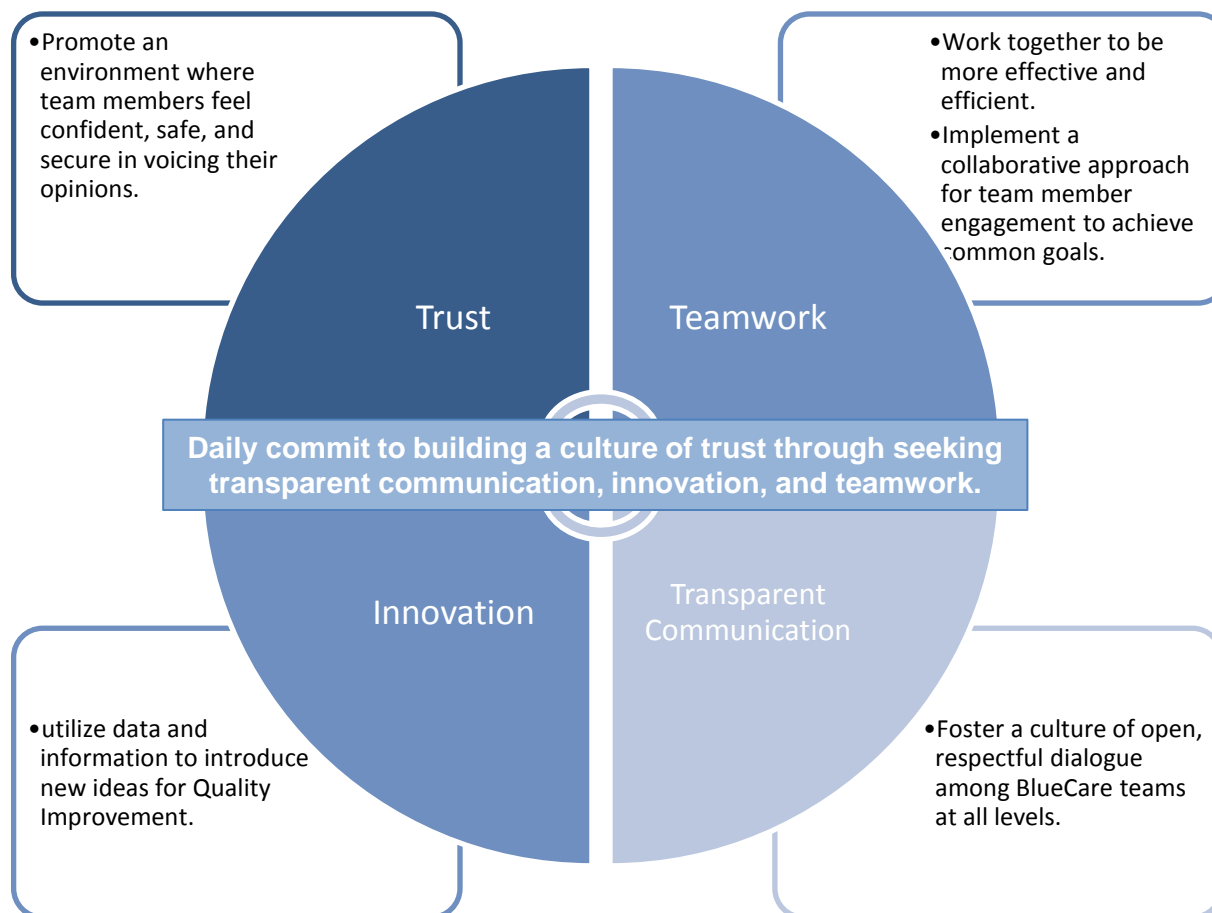 •Promote an
environment where
team members feel
confident, safe, and
secure in voicing their
opinions.
•Work together to be
more effective and
efficient.
•Implement a
collaborative approach
for team member
engagement to achieve
common goals.
Trust
Teamwork
Daily commit to building a culture of trust through seeking
transparent communication, innovation, and teamwork.
Innovation
Transparent
Communication
•utilize data and
information to introduce
new ideas for Quality
Improvement.
•Foster a culture of open,
respectful dialogue
among BlueCare teams
at all levels.